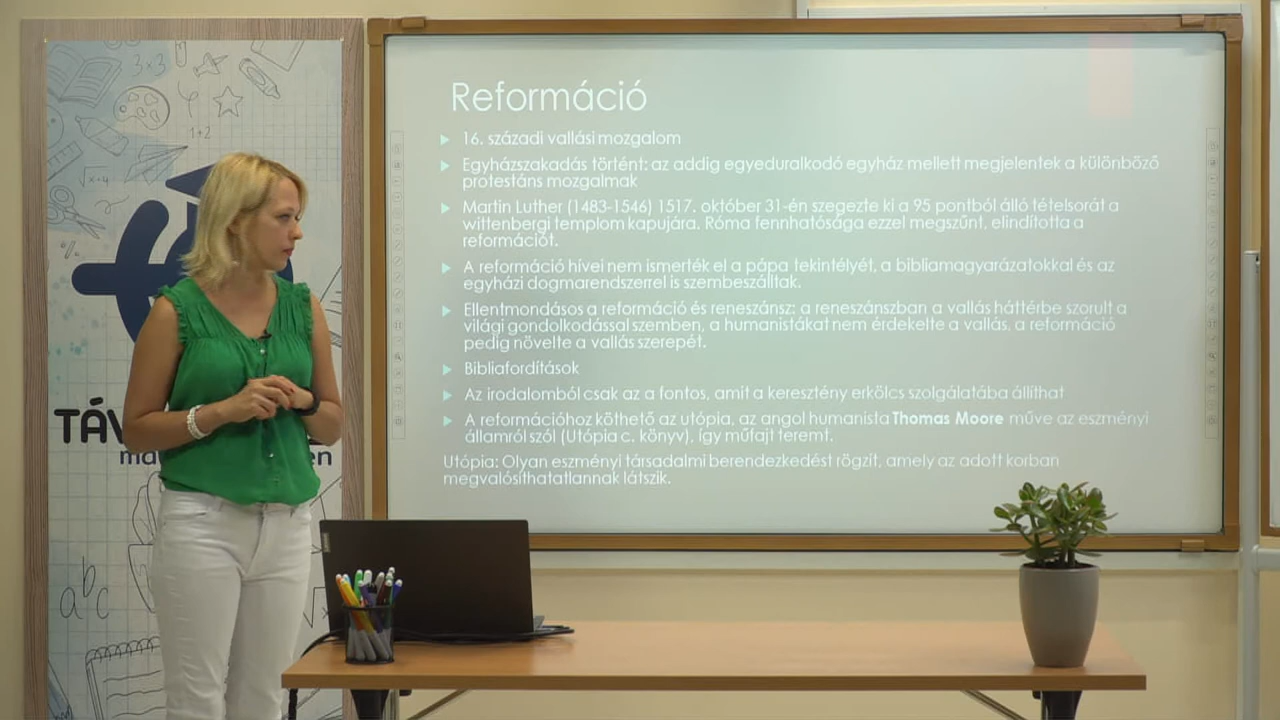 Reformáció
16. századi vallási mozgalom
Egyházszakadás történt: az addig egyeduralkodó egyház mellett megjelentek a különböző
protestáns mozgalmak
Martin Luther (1483-1546) 1517. október 31-én szegezte ki a 95 pontból álló tételsorát a
wittenbergi templom kapujára. Róma fennhatósága ezzel megszűnt, elindította a
reformációt.
A reformáció hívei nem ismerték el a pápa tekintélyét, a bibliamagyarázatokkal és az
egyházi dogmarendszerrel is szembeszálltak.
Ellentmondásos a reformáció és reneszánsz: a reneszánszban a vallás háttérbe szorult a
világi gondolkodással szemben, a humanistákat nem érdekelte a vallás, a reformáció
pedig növelte a vallás szerepét.
Bibliafordítások
Az irodalomból csak az a fontos, amit a keresztény erkölcs szolgálatába állíthat
A reformációhoz köthető az utópia, az angol humanista Thomas Moore műve az eszményi
államról szól (Utópia c. könyv), így műfajt teremt.
Utópia: Olyan eszményi társadalmi berendezkedést rögzít, amely az adott korban
megvalósíthatatlannak látszik.
3×3
1+2
√x+4
%
TÁV
abc